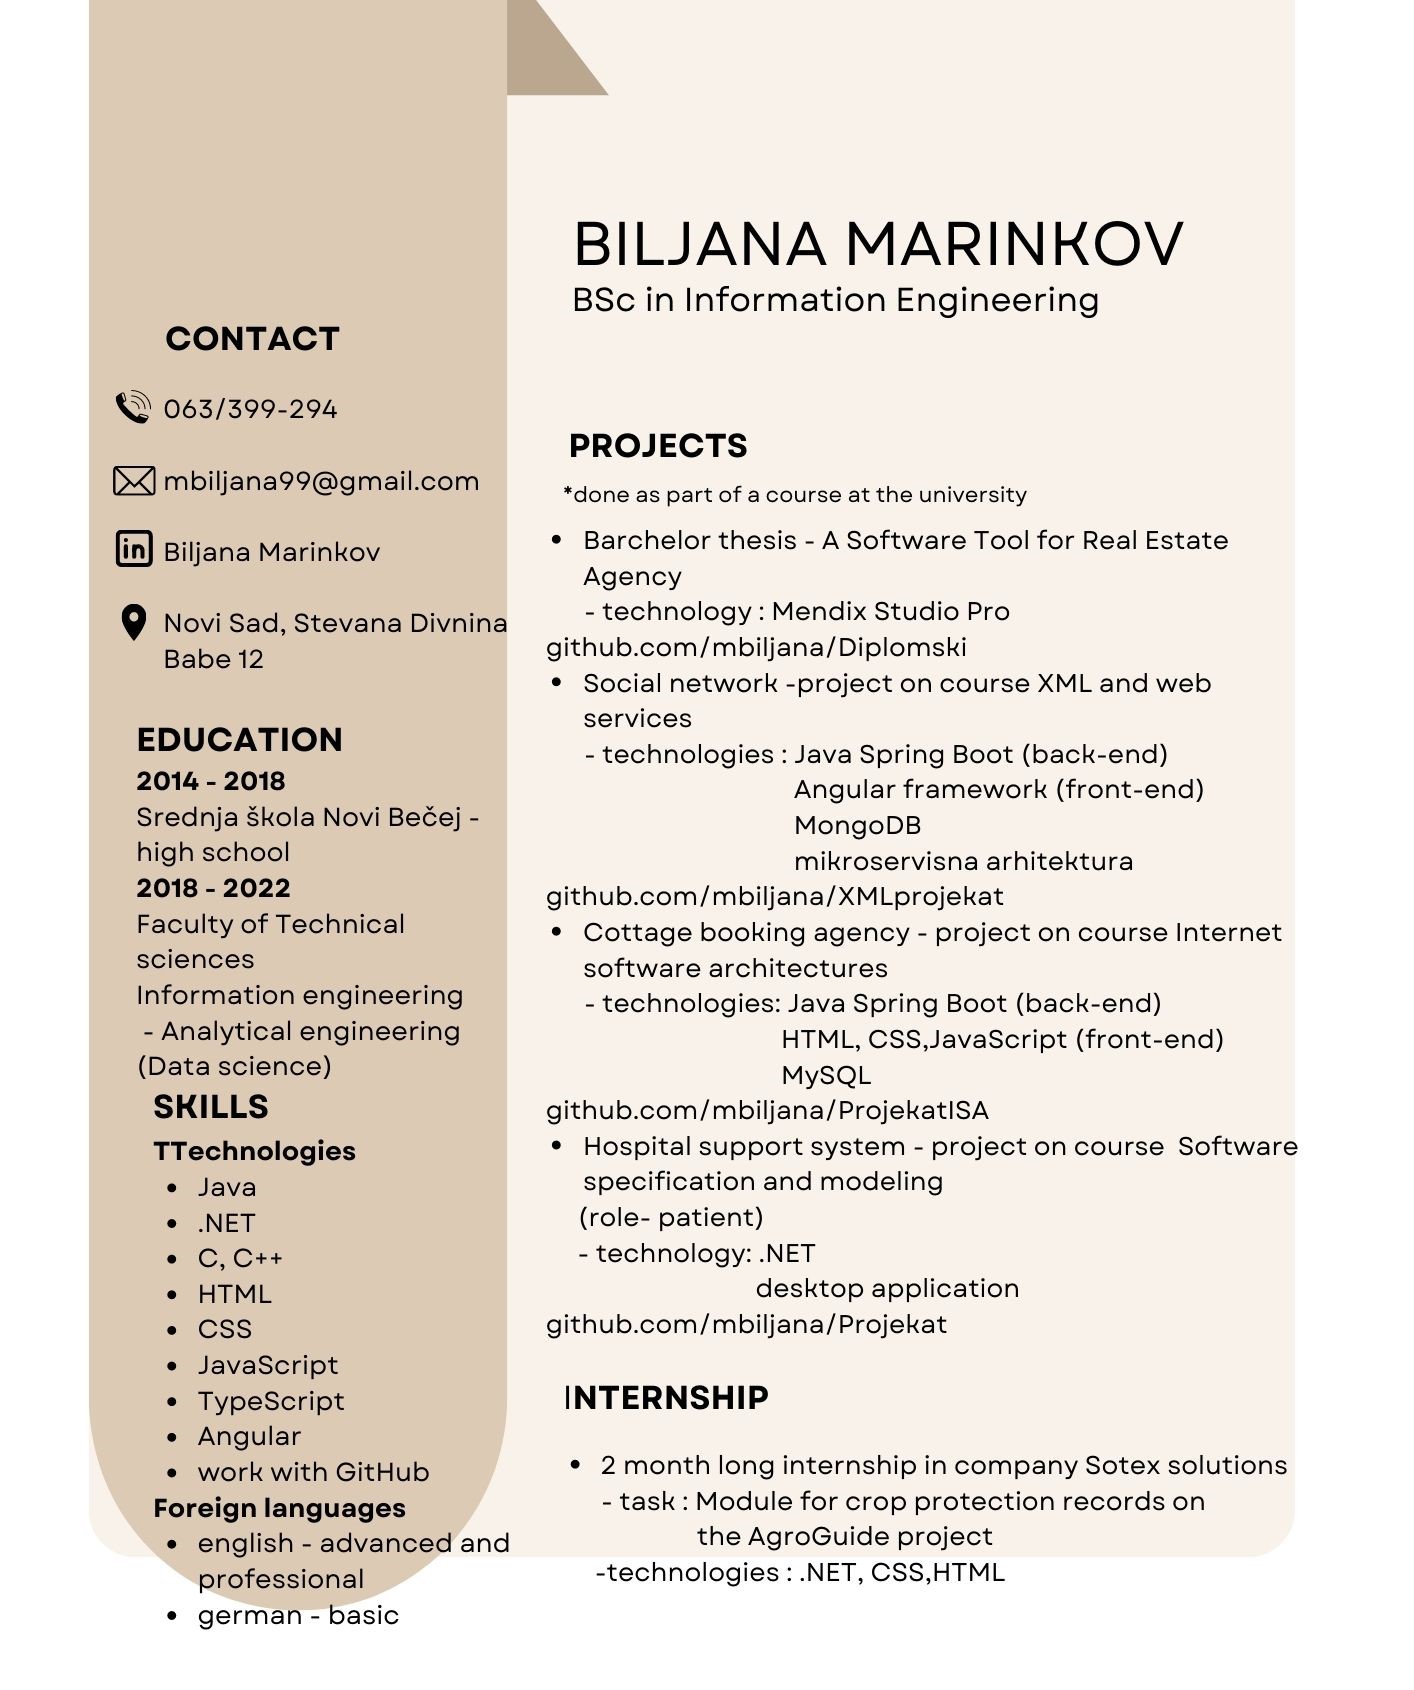 BILJANA MARINKOV
BSc in Information Engineering
CONTACT
063/399-294
mbiljana99@gmail.com
Biljana Marinkov
Novi Sad, Stevana Divnina
Babe 12
EDUCATION
2014 - 2018
Srednja škola Novi Bečej -
high school
2018 - 2022
Faculty of Technical
sciences
Information engineering
- Analytical engineering
(Data science)
SKILLS
TTechnologies
• Java
• .NET
• C, C++
• HTML
• CSS
• JavaScript
• TypeScript
• Angular
• work with GitHub
Foreign languages
• english - advanced and
professional
• german - basic
PROJECTS
*done as part of a course at the university
• Barchelor thesis - A Software Tool for Real Estate
Agency
- technology : Mendix Studio Pro
github.com/mbiljana/Diplomski
• Social network -project on course XML and web
services
- technologies : Java Spring Boot (back-end)
Angular framework (front-end)
MongoDB
mikroservisna arhitektura
github.com/mbiljana/XMLprojekat
• Cottage booking agency - project on course Internet
software architectures
- technologies: Java Spring Boot (back-end)
HTML, CSS,JavaScript (front-end)
MySQL
github.com/mbiljana/ProjekatISA
• Hospital support system - project on course  Software
specification and modeling
(role- patient)
- technology: .NET
desktop application
github.com/mbiljana/Projekat
INTERNSHIP
• 2 month long internship in company Sotex solutions
- task : Module for crop protection records on
the AgroGuide project
-technologies : .NET, CSS,HTML